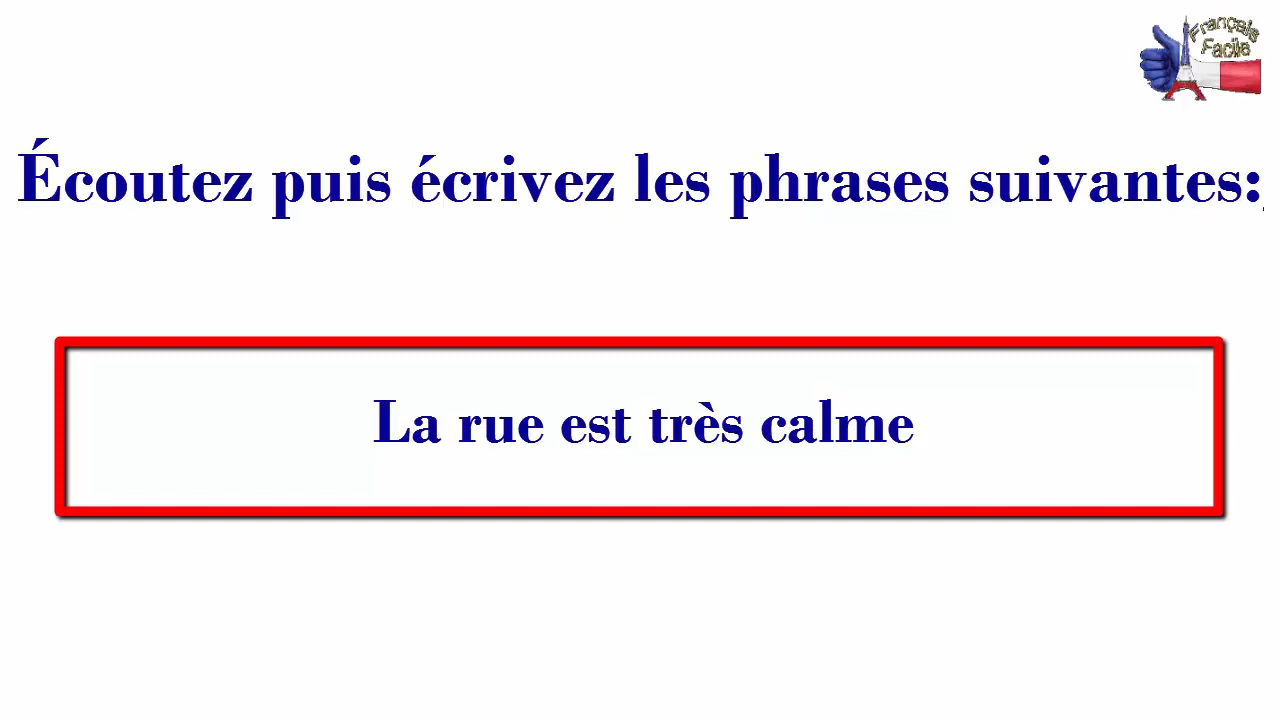 Français
Facile
Écoutez puis écrivez les phrases suivantes:
La rue est très calme